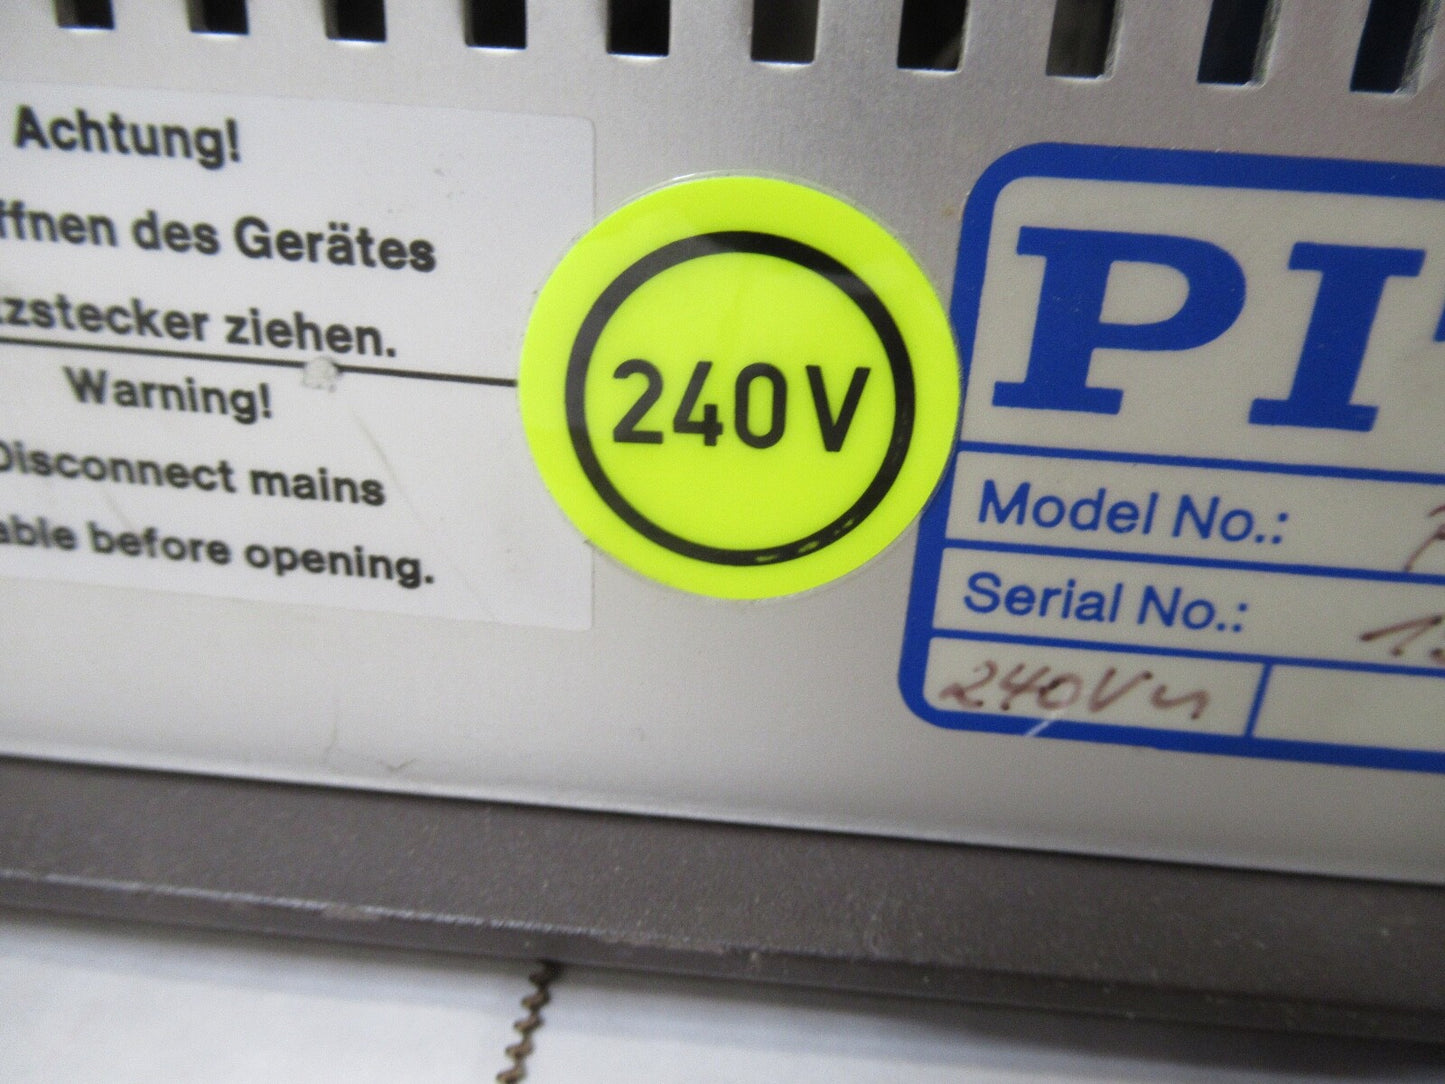 Achtung!
ffnen des Gerätes
zstecker ziehen.
Warning!
Disconnect mains
able before opening.
240V
PI
Model No.:
Serial No.:
240V~